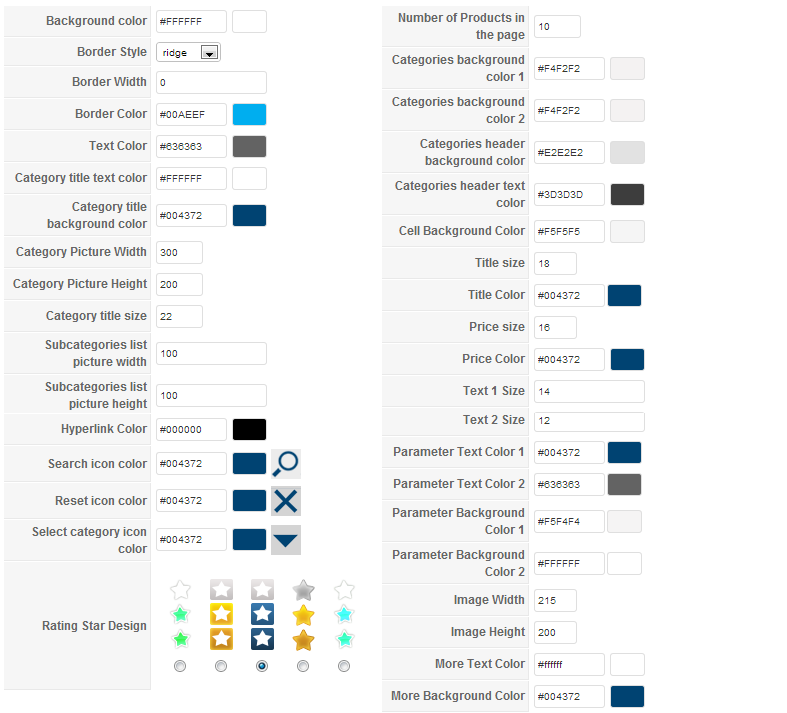 Background color #FFFFFF
Border Style ridge
Border Width 0
Border Color #00AEEF
Text Color #636363
Category title text color #FFFFFF
Category title
background color #004372
Category Picture Width 300
Category Picture Height 200
Category title size 22
Subcategories list
picture width 100
Subcategories list
picture height 100
Hyperlink Color #000000
Search icon color #004372
Reset icon color #004372
Select category icon
color #004372
Rating Star Design
Number of Products in
the page 10
Categories background
color 1 #F4F2F2
Categories background
color 2 #F4F2F2
Categories header
background color #E2E2E2
Categories header text
color #3D3D3D
Cell Background Color #F5F5F5
Title size 18
Title Color #004372
Price size 16
Price Color #004372
Text 1 Size 14
Text 2 Size 12
Parameter Text Color 1 #004372
Parameter Text Color 2 #636363
Parameter Background
Color 1 #F5F4F4
Parameter Background
Color 2 #FFFFFF
Image Width 215
Image Height 200
More Text Color #ffffff
More Background Color #004372